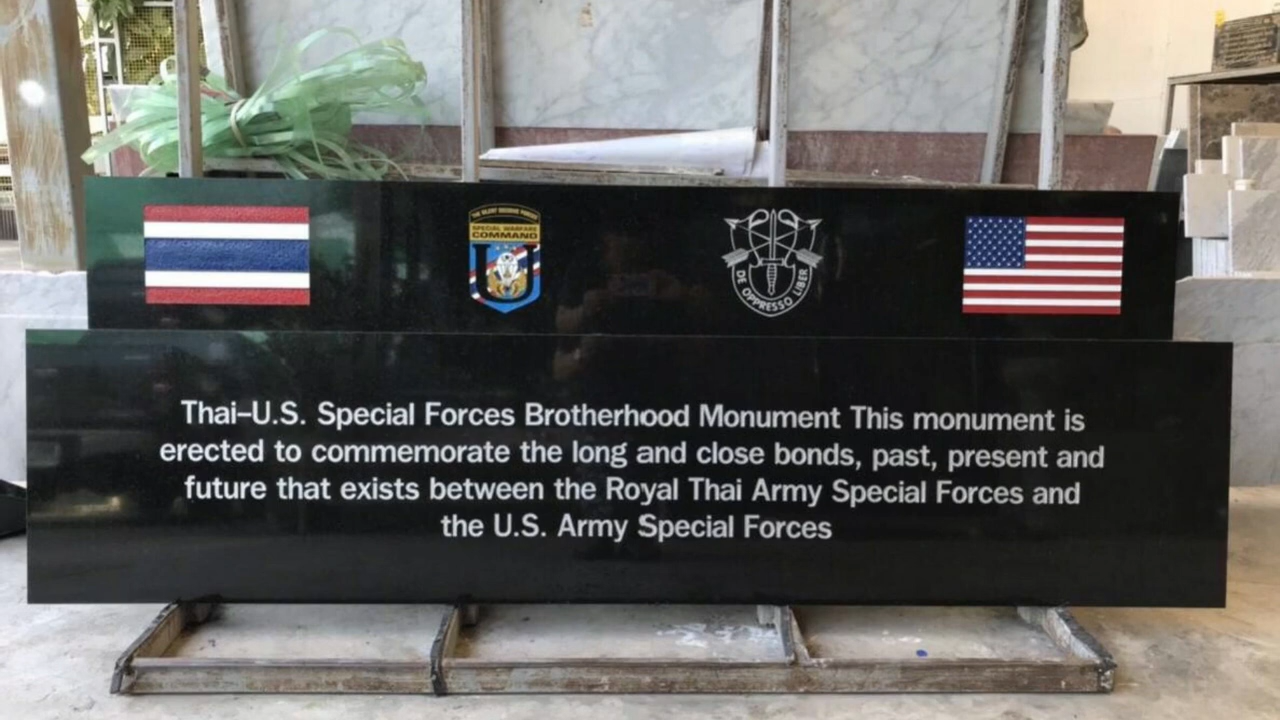 SPECIAL WARFARE
COMMAND
DE OPPRESSO LIBER
Thai–U.S. Special Forces Brotherhood Monument This monument is
erected to commemorate the long and close bonds, past, present and
future that exists between the Royal Thai Army Special Forces and
the U.S. Army Special Forces